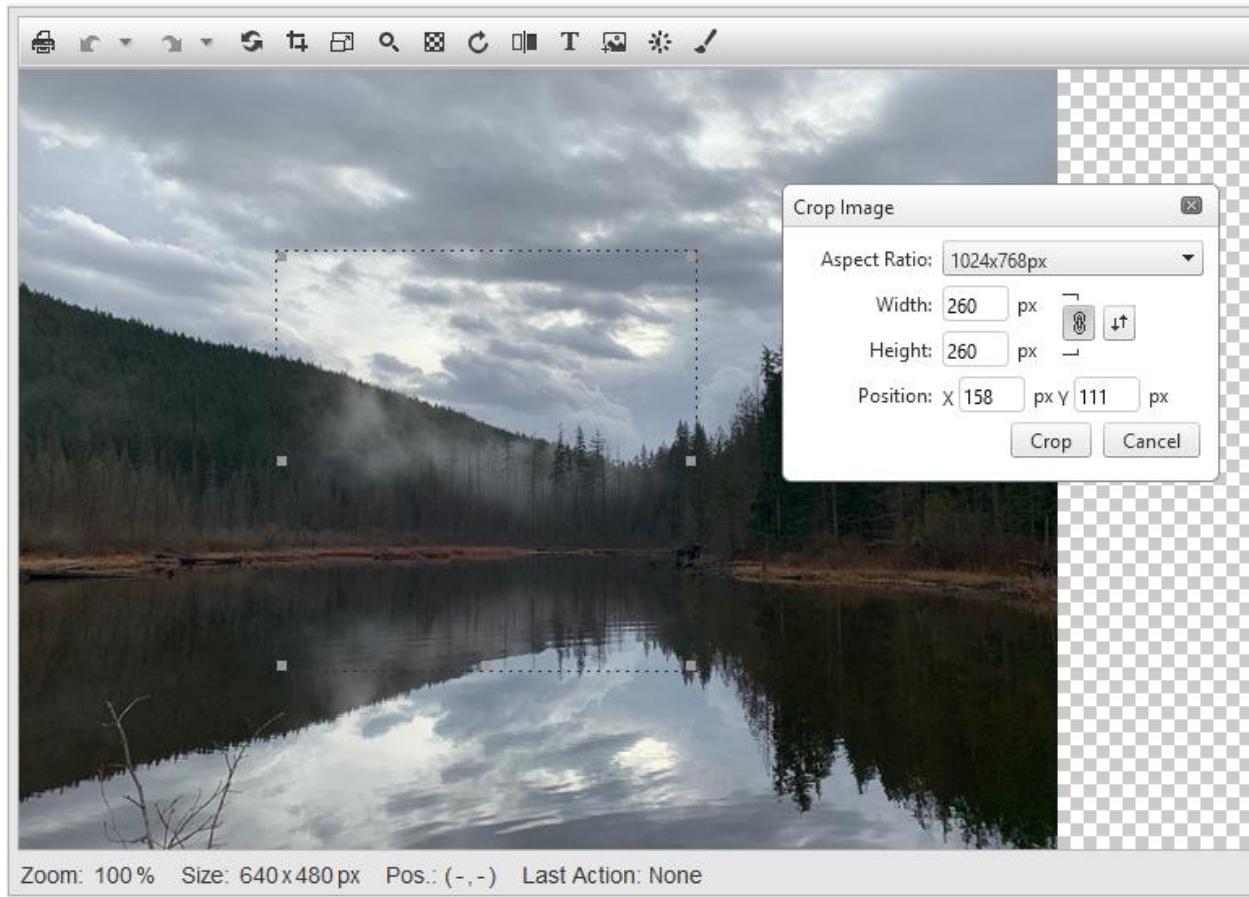 T
Crop Image
Aspect Ratio: 1024x768px
Width: 260 px
Height: 260 px
Position: X 158 px Y 111 px
Crop Cancel
Zoom: 100 % Size: 640 x 480 px Pos.: ( - , - ) Last Action: None